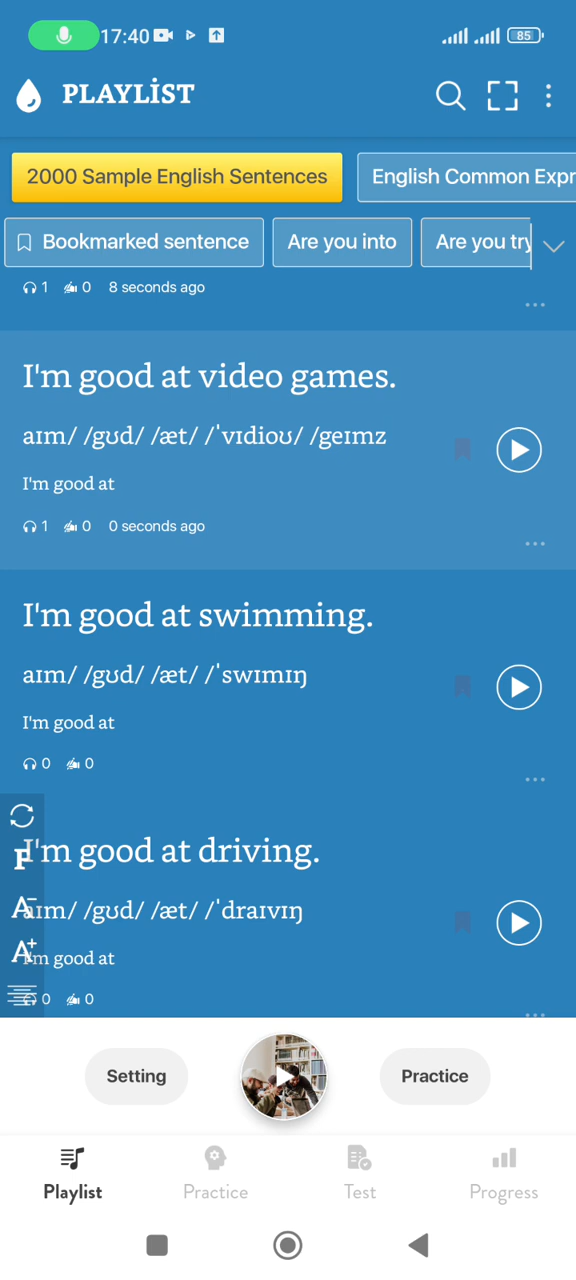 17:40
85
PLAYLİST
2000 Sample English Sentences
English Common Expr
Bookmarked sentence
Are you into
Are you try
1 0 8 seconds ago
I'm good at video games.
aɪm/ /gʊd/ /æt/ /ˈvɪdioʊ/ /geɪmz
I'm good at
1 0 0 seconds ago
I'm good at swimming.
aɪm/ /gʊd/ /æt/ /ˈswɪmɪŋ
I'm good at
0 0
I'm good at driving.
F
aɪm/ /gʊd/ /æt/ /ˈdraɪvɪŋ
A-
I'm good at
A+
0 0
Setting
Practice
Playlist
Practice
Test
Progress